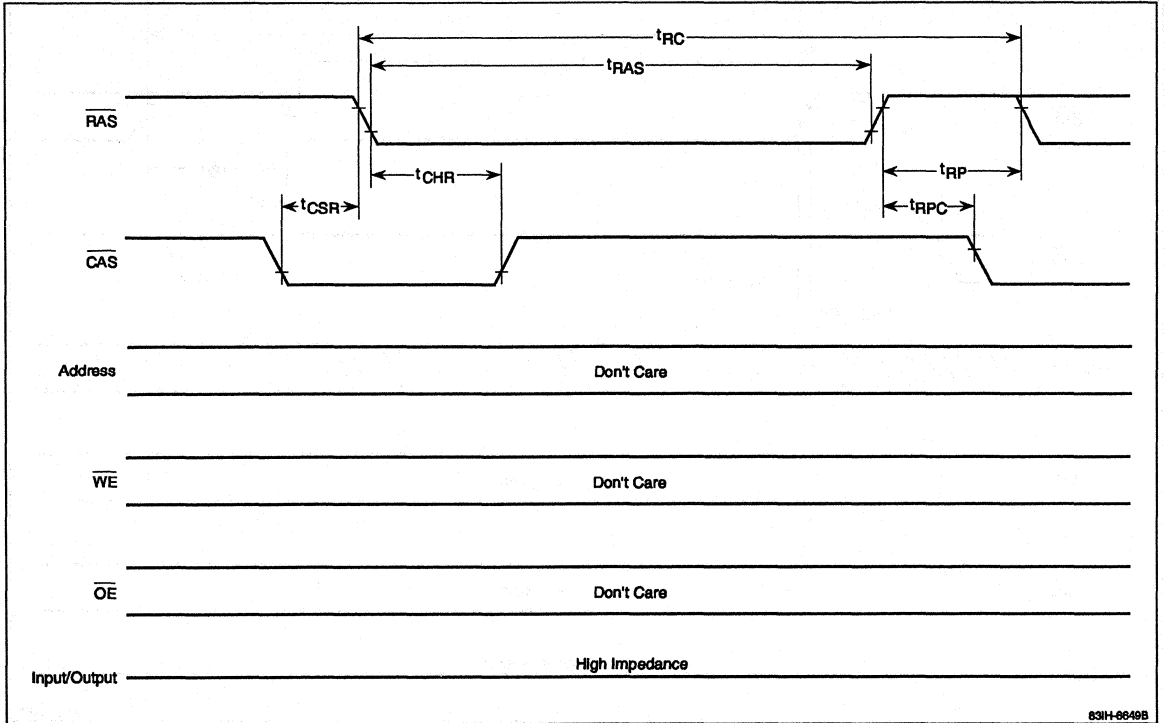 tRC
tRAS
RAS
tCHR
tRP
tCSR
tRPC
CAS
Address
Don't Care
WE
Don't Care
OE
Don't Care
High Impedance
Input/Output
83IH-6649B